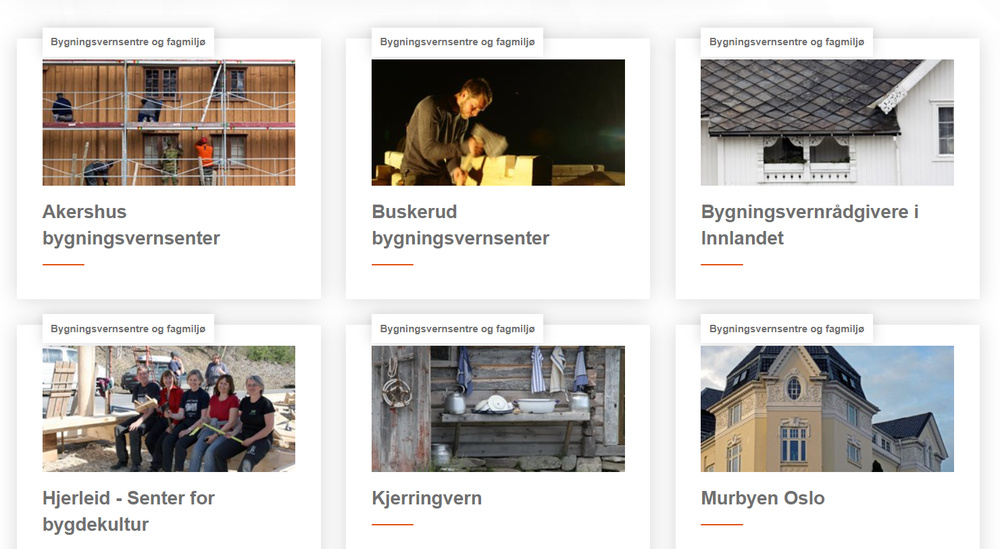 Bygningsvernsentre og fagmiljø
Akershus
bygningsvernsenter
Bygningsvernsentre og fagmiljø
Buskerud
bygningsvernsenter
Bygningsvernsentre og fagmiljø
Bygningsvernrådgivere i
Innlandet
Bygningsvernsentre og fagmiljø
Hjerleid - Senter for
bygdekultur
Bygningsvernsentre og fagmiljø
Kjerringvern
Bygningsvernsentre og fagmiljø
Murbyen Oslo